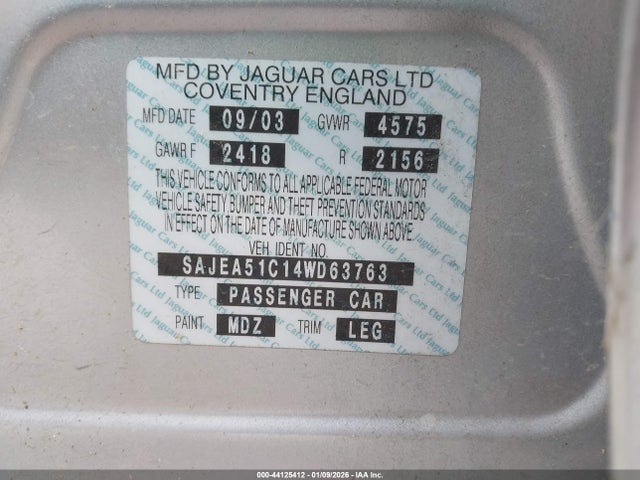 MFD BY JAGUAR CARS LTD
COVENTRY ENGLAND
MFD DATE 09/03 GVWR 4575
GAWR F 2418 R 2156
THIS VEHICLE CONFORMS TO ALL APPLICABLE FEDERAL MOTOR
VEHICLE SAFETY BUMPER AND THEFT PREVENTION STANDARDS
IN EFFECT ON THE DATE OF MANUFACTURE SHOWN ABOVE.
VEH. IDENT NO.
SAJEA51C14WD63763
TYPE PASSENGER CAR
PAINT MDZ TRIM LEG
000-44125412 - 01/09/2026 - IAA Inc.